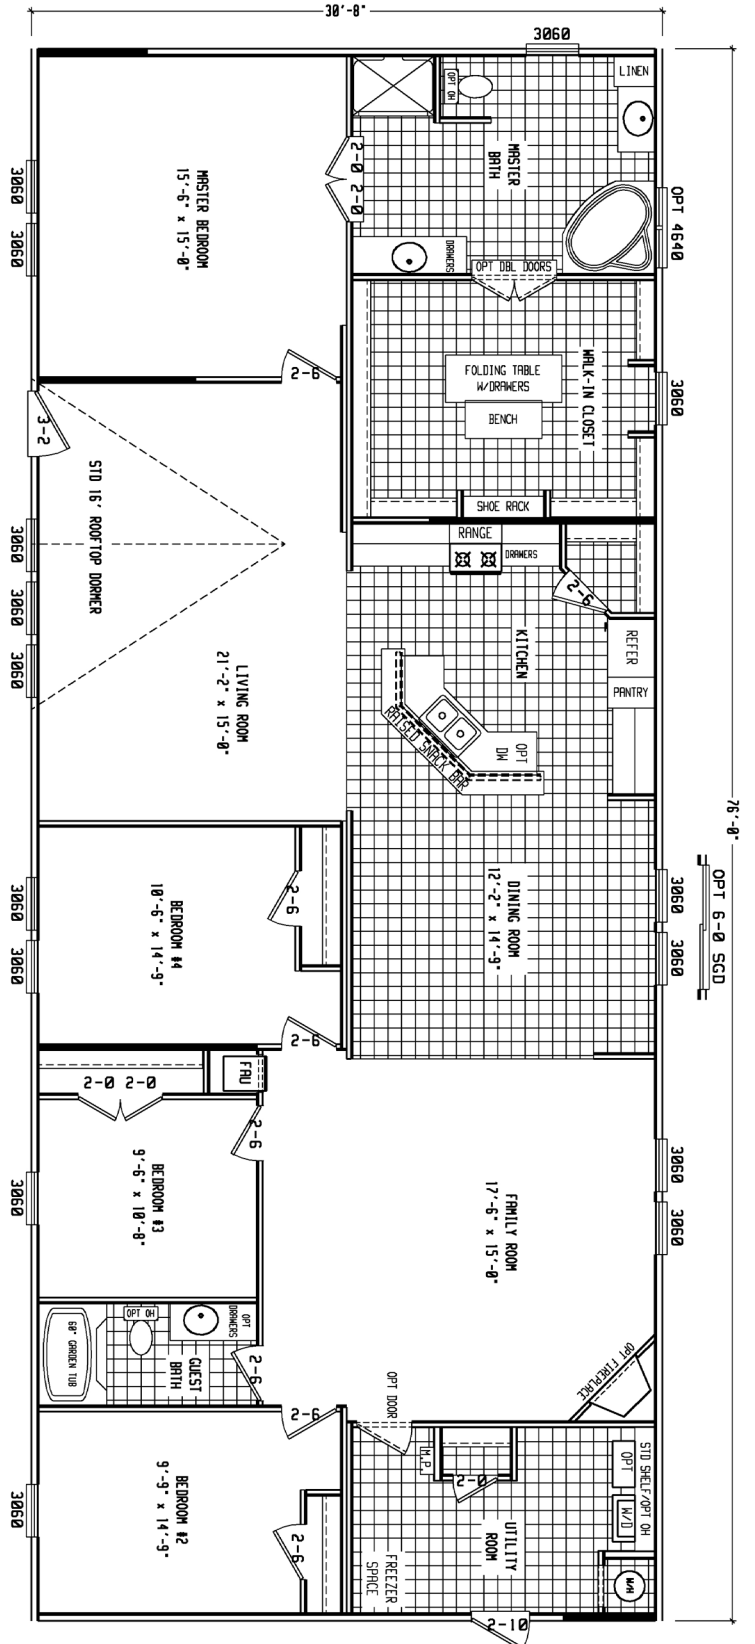 30'-8"
3060
LINEN
OPT OH
MASTER
BATH
2-0 2-0
MASTER BEDROOM
15'-6" x 15'-0"
3060
3060
OPT 4640
DRAWERS
OPT DBL DOORS
2-6
FOLDING TABLE
W/DRAWERS
BENCH
WALK-IN CLOSET
3060
3-2
SHOE RACK
STD 16' ROOFTOP DORMER
RANGE
DRAWERS
2-6
3060
3060
3060
KITCHEN
REFER
PANTRY
LIVING ROOM
21'-2" x 15'-0"
RAISED SNACK BAR
OPT
DW
76'-0"
OPT 6-0 SGD
2-6
BEDROOM #4
10'-6" x 14'-9"
3060
3060
DINING ROOM
12'-2" x 14'-9"
3060
3060
2-6
FAU
2-0 2-0
2-6
BEDROOM #3
9'-6" x 10'-8"
3060
FAMILY ROOM
17'-6" x 15'-0"
3060
3060
OPT OH
OPT
DRAWERS
60" GARDEN TUB
GUEST
BATH
2-6
OPT FIREPLACE
OPT DOOR
2-6
M.P.
2-0
STD SHELF/OPT OH
OPT
W/D
BEDROOM #2
9'-9" x 14'-9"
3060
2-6
UTILITY
ROOM
FREEZER
SPACE
W/H
2-10